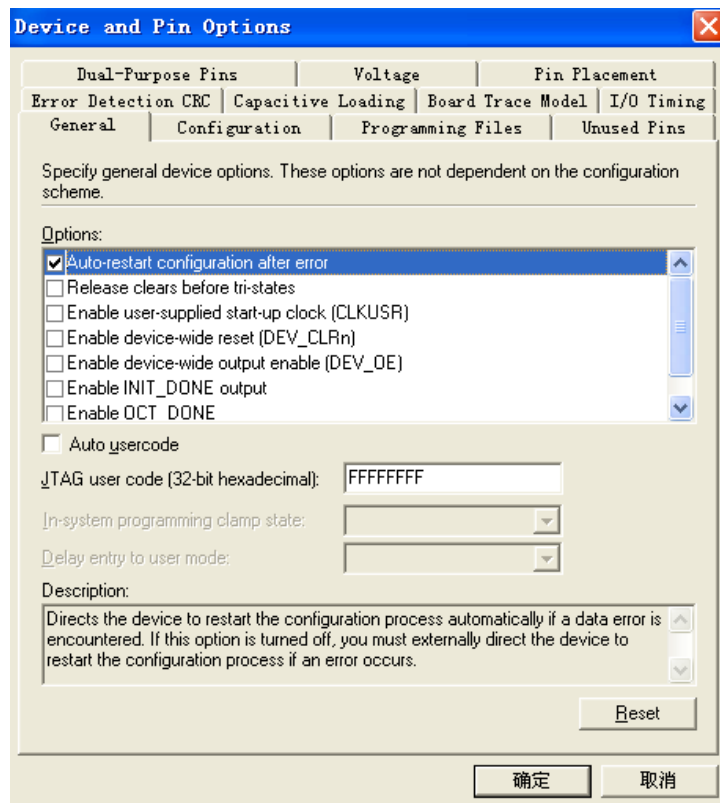 Device and Pin Options
Dual-Purpose Pins Voltage Pin Placement
Error Detection CRC Capacitive Loading Board Trace Model I/O Timing
General Configuration Programming Files Unused Pins
Specify general device options. These options are not dependent on the configuration
scheme.
Options:
Auto-restart configuration after error
Release clears before tri-states
Enable user-supplied start-up clock (CLKUSR)
Enable device-wide reset (DEV_CLRn)
Enable device-wide output enable (DEV_OE)
Enable INIT_DONE output
Enable OCT_DONE
Auto usercode
JTAG user code (32-bit hexadecimal): FFFFFFFF
In-system programming clamp state:
Delay entry to user mode:
Description:
Directs the device to restart the configuration process automatically if a data error is
encountered. If this option is turned off, you must externally direct the device to
restart the configuration process if an error occurs.
Reset
确定 取消